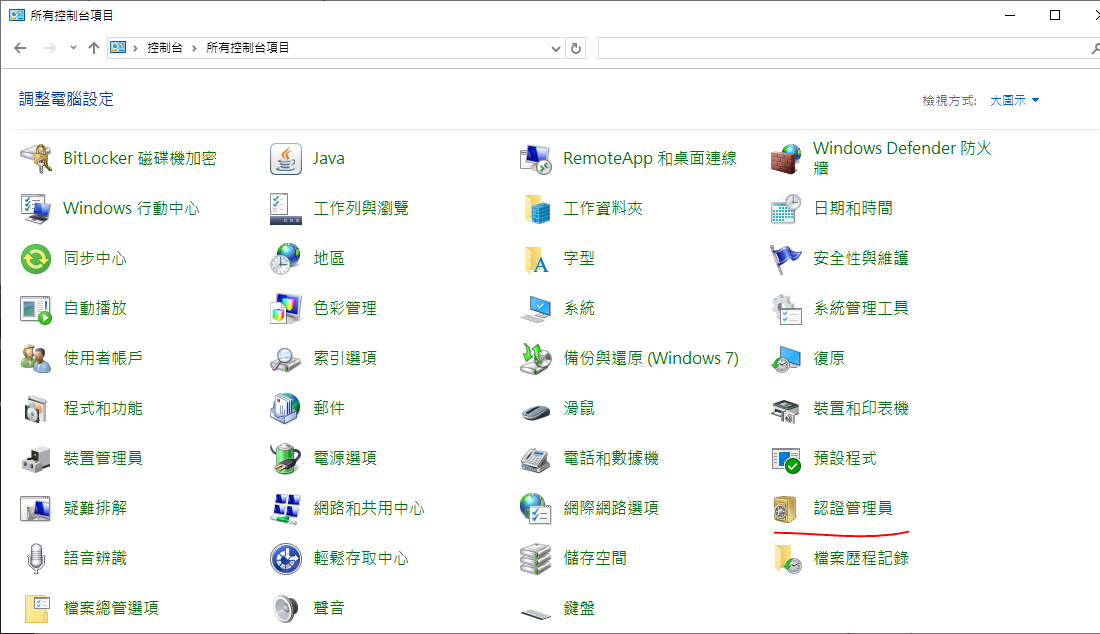 所有控制台項目
控制台 › 所有控制台項目
調整電腦設定
檢視方式: 大圖示
BitLocker 磁碟機加密
Java
RemoteApp 和桌面連線
Windows Defender 防火
牆
Windows 行動中心
工作列與瀏覽
工作資料夾
日期和時間
同步中心
地區
字型
安全性與維護
自動播放
色彩管理
系統
系統管理工具
使用者帳戶
索引選項
備份與還原 (Windows 7)
復原
程式和功能
郵件
滑鼠
裝置和印表機
裝置管理員
電源選項
電話和數據機
預設程式
疑難排解
網路和共用中心
網際網路選項
認證管理員
語音辨識
輕鬆存取中心
儲存空間
檔案歷程記錄
檔案總管選項
聲音
鍵盤